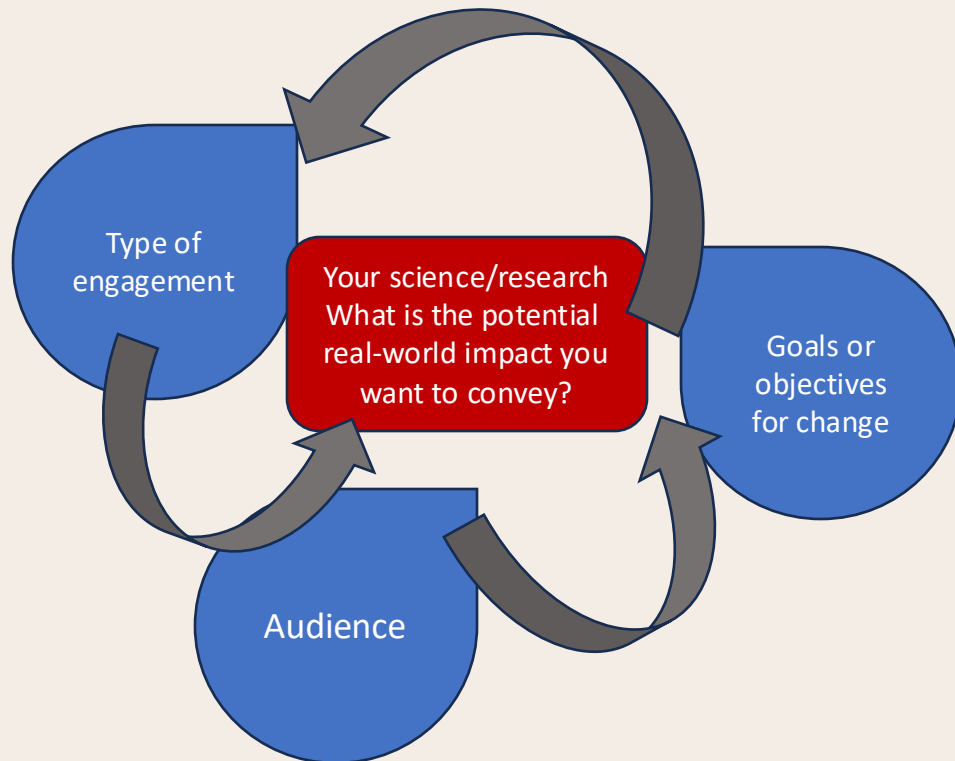 Type of
engagement
Your science/research
What is the potential
real-world impact you
want to convey?
Goals or
objectives
for change
Audience